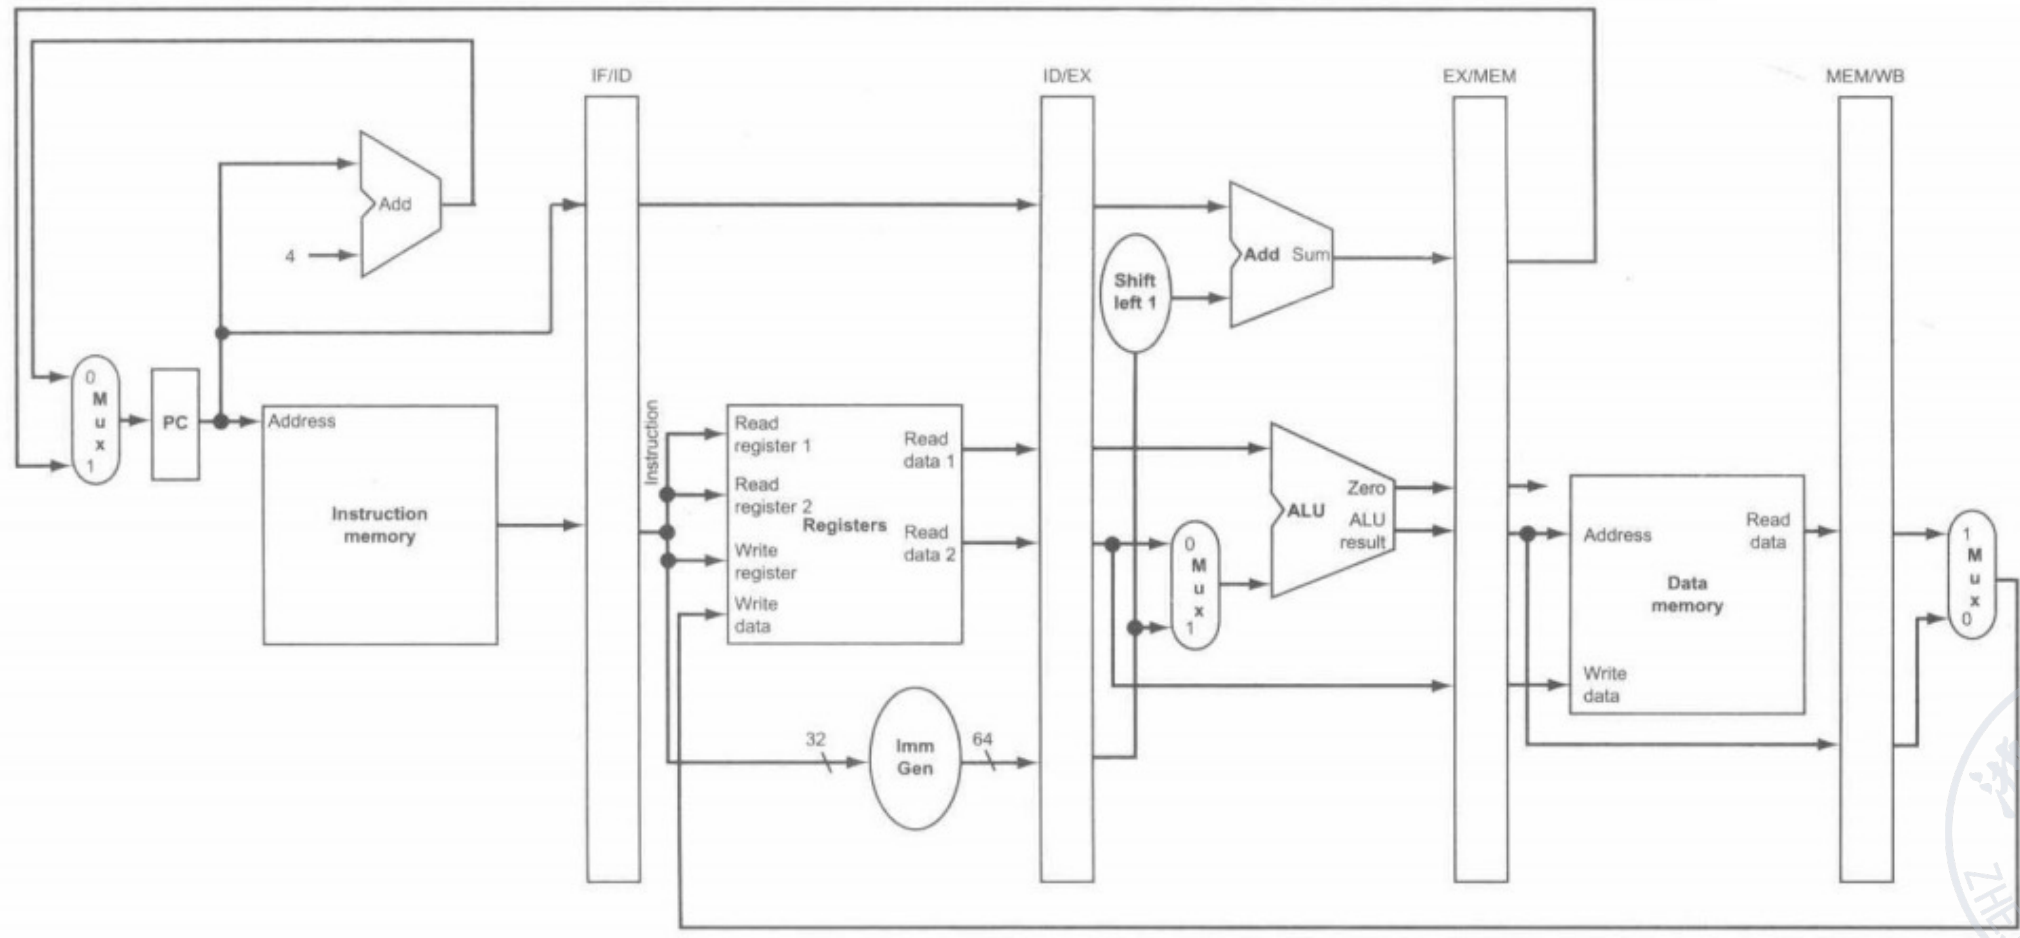 IF/ID
ID/EX
EX/MEM
MEM/WB
Add
4
Add Sum
Shift
left 1
0
M
u
x
1
PC
Address
Instruction
memory
Instruction
Read
register 1
Read
register 2
Write
register
Write
data
Registers
Read
data 1
Read
data 2
0
M
u
x
1
Zero
ALU
ALU
result
Address
Read
data
Data
memory
Write
data
1
M
u
x
0
32
Imm
Gen
64
ZHE